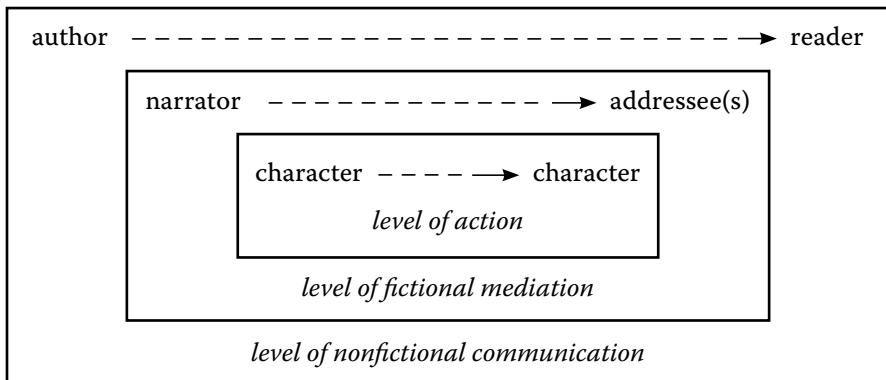 author reader
narrator addressee(s)
character character
level of action
level of fictional mediation
level of nonfictional communication